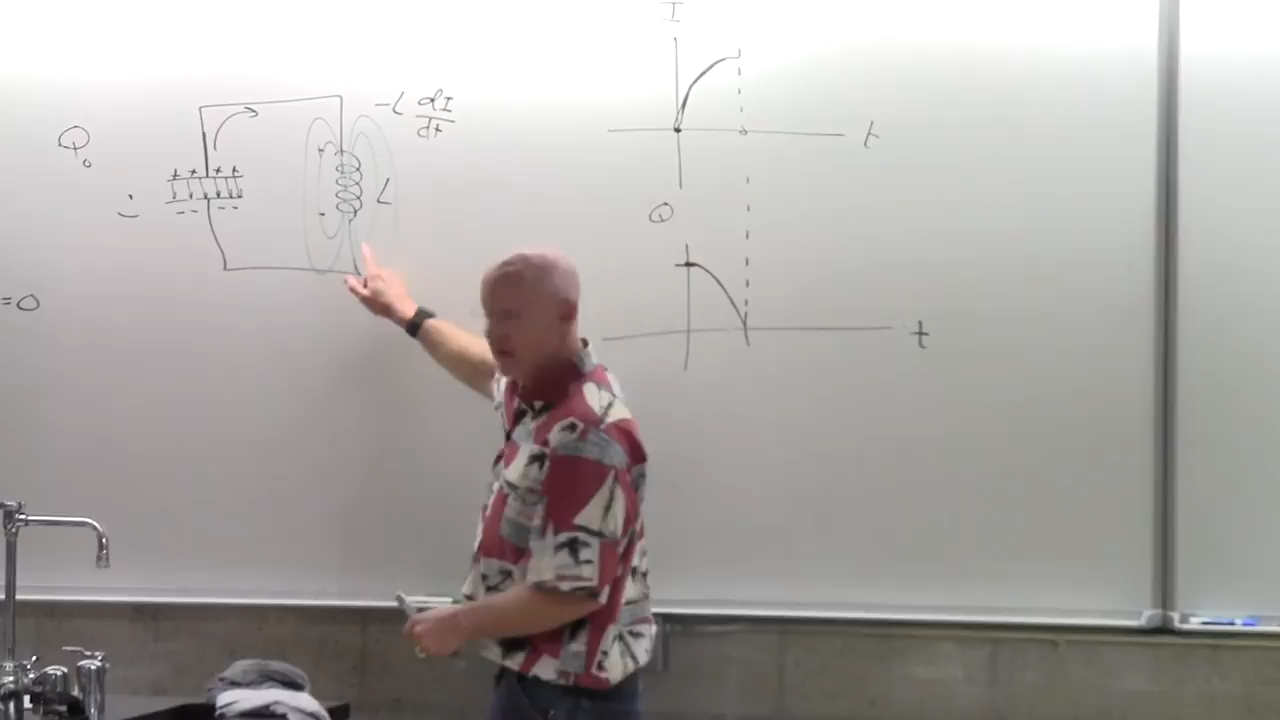 I
-L dI/dt
t
Q₀
+ + + +
+
L
-
- - - -
Q
=0
t